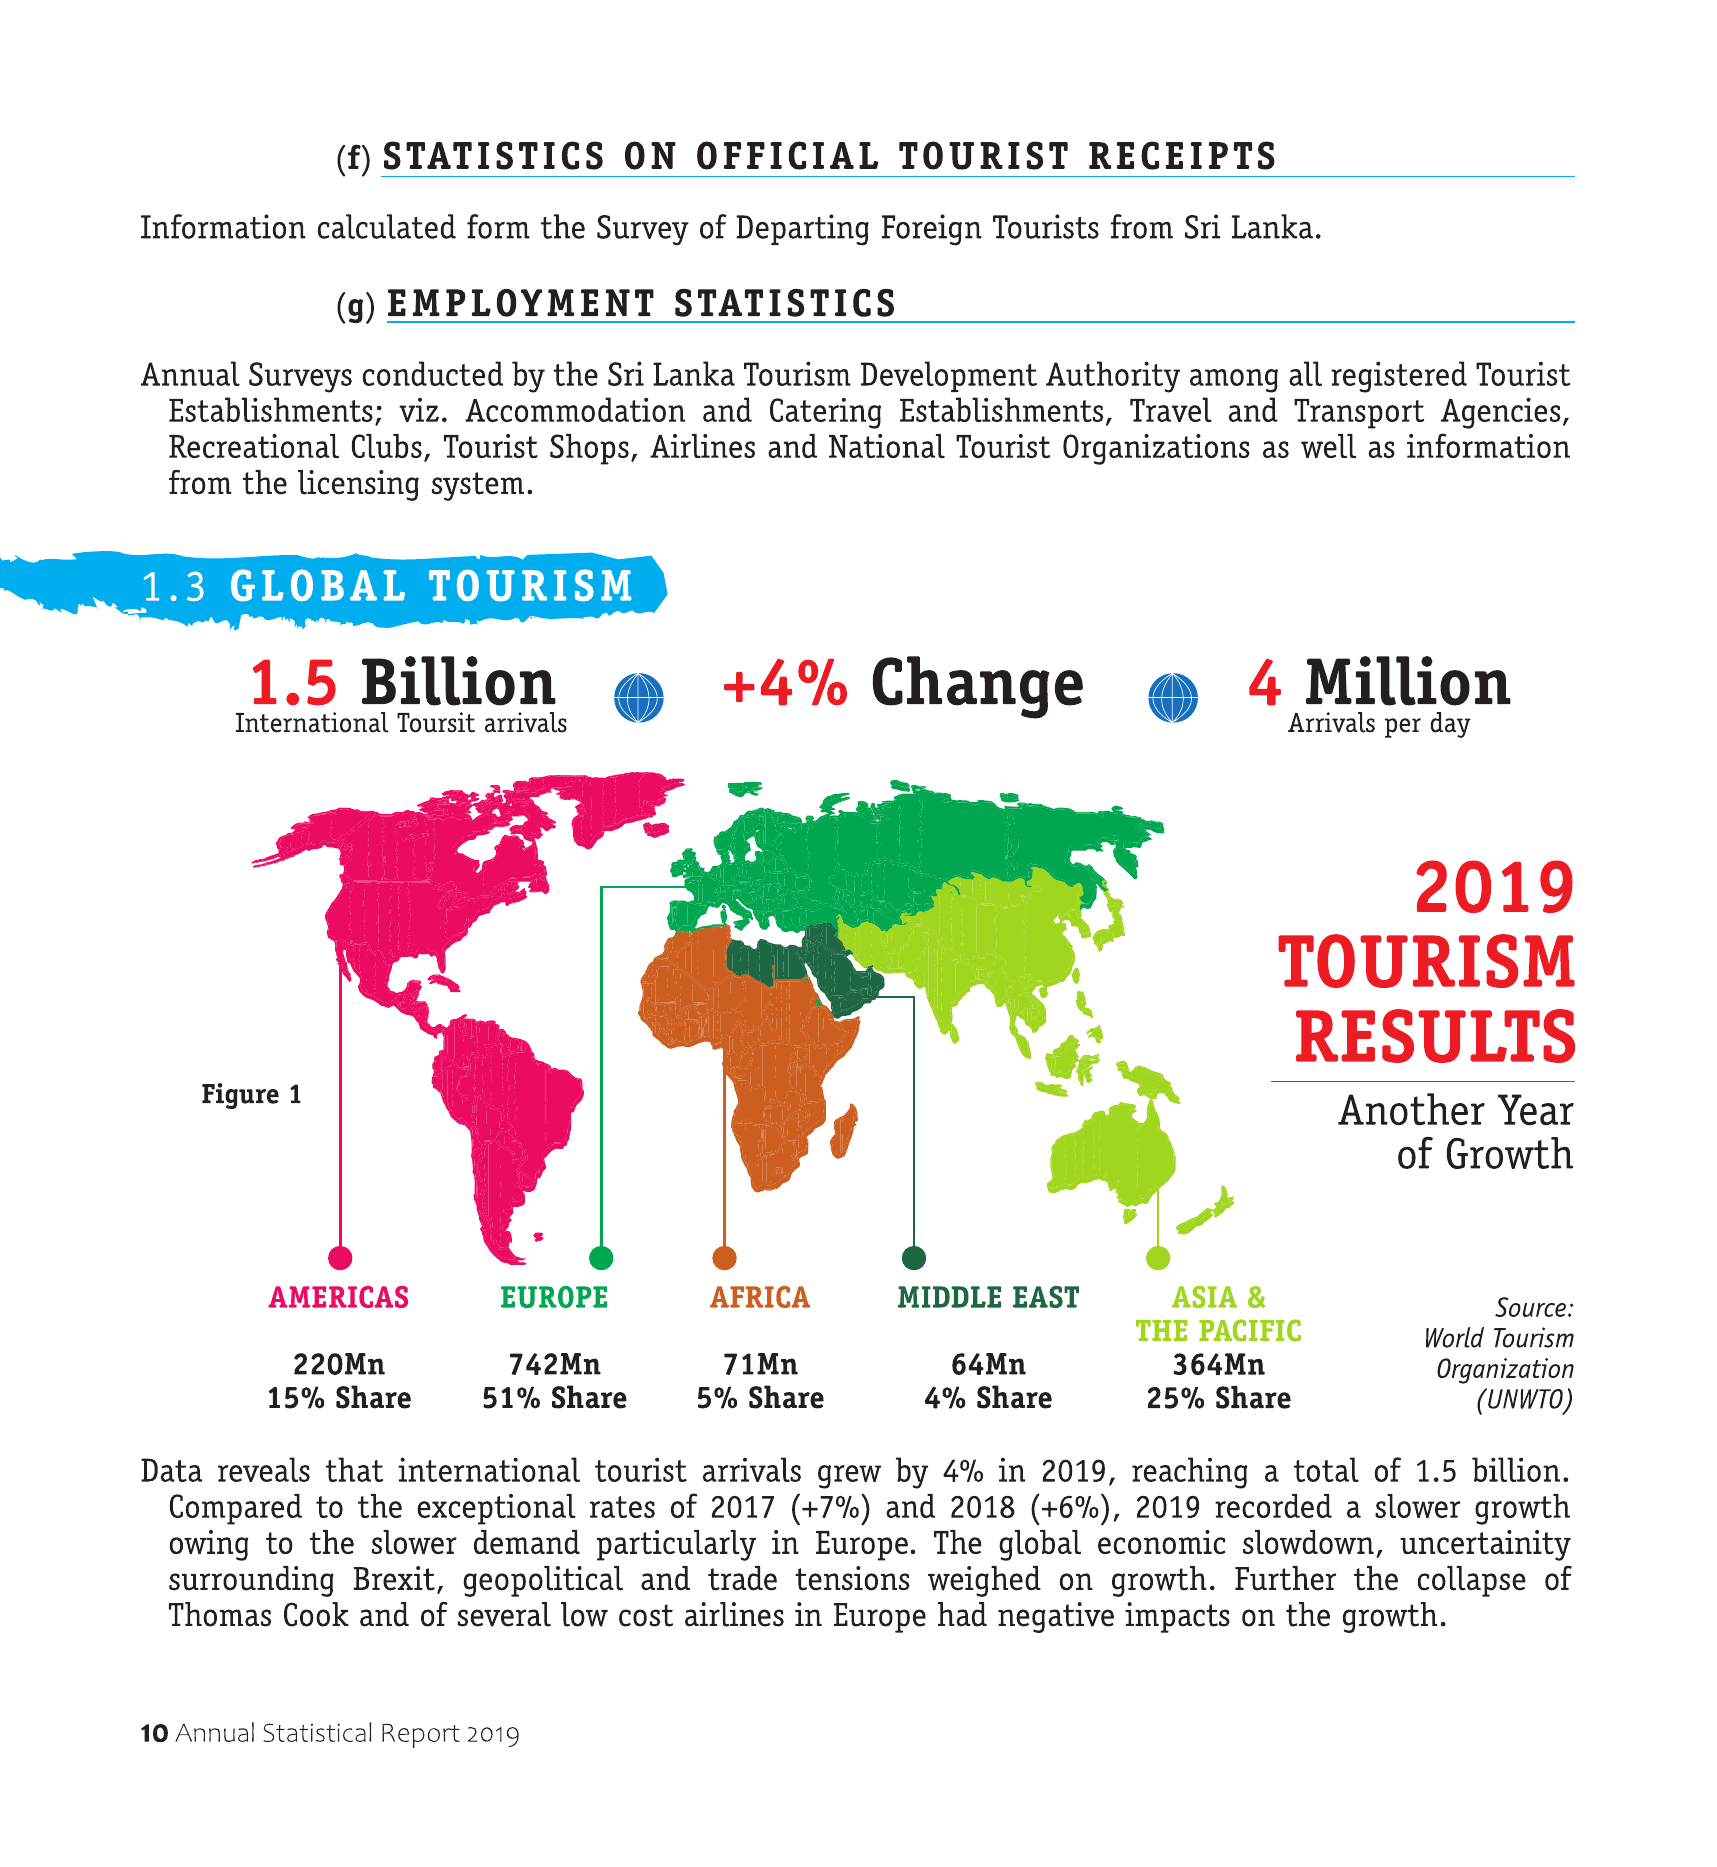 (f) STATISTICS ON OFFICIAL TOURIST RECEIPTS
Information calculated form the Survey of Departing Foreign Tourists from Sri Lanka.
(g) EMPLOYMENT STATISTICS
Annual Surveys conducted by the Sri Lanka Tourism Development Authority among all registered Tourist
Establishments; viz. Accommodation and Catering Establishments, Travel and Transport Agencies,
Recreational Clubs, Tourist Shops, Airlines and National Tourist Organizations as well as information
from the licensing system.
1.3 GLOBAL TOURISM
1.5 Billion
International Toursit arrivals
+4% Change
4 Million
Arrivals per day
2019
TOURISM
RESULTS
Another Year
of Growth
Figure 1
AMERICAS
220Mn
15% Share
EUROPE
742Mn
51% Share
AFRICA
71Mn
5% Share
MIDDLE EAST
64Mn
4% Share
ASIA &
THE PACIFIC
364Mn
25% Share
Source:
World Tourism
Organization
(UNWTO)
Data reveals that international tourist arrivals grew by 4% in 2019, reaching a total of 1.5 billion.
Compared to the exceptional rates of 2017 (+7%) and 2018 (+6%), 2019 recorded a slower growth
owing to the slower demand particularly in Europe. The global economic slowdown, uncertainity
surrounding Brexit, geopolitical and trade tensions weighed on growth. Further the collapse of
Thomas Cook and of several low cost airlines in Europe had negative impacts on the growth.
10 Annual Statistical Report 2019